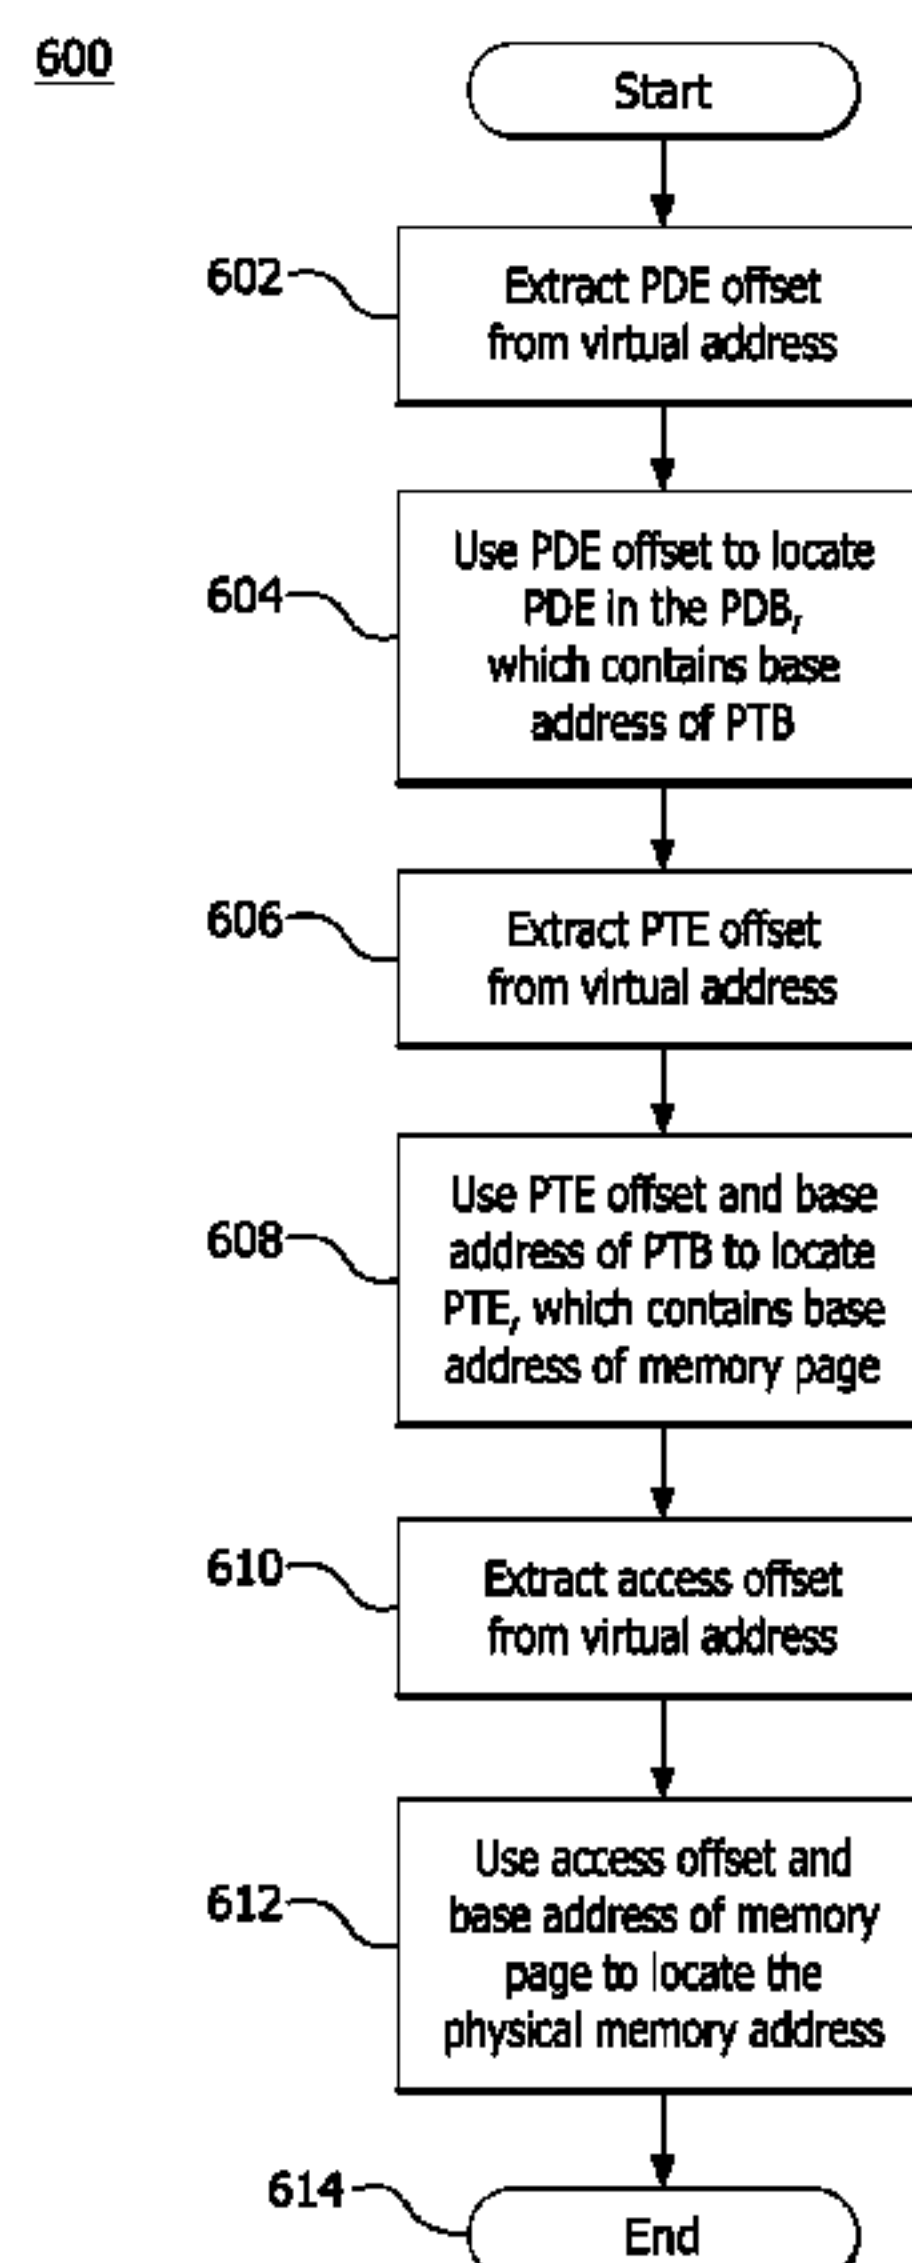 600
Start
602
Extract PDE offset
from virtual address
604
Use PDE offset to locate
PDE in the PDB,
which contains base
address of PTB
606
Extract PTE offset
from virtual address
608
Use PTE offset and base
address of PTB to locate
PTE, which contains base
address of memory page
610
Extract access offset
from virtual address
612
Use access offset and
base address of memory
page to locate the
physical memory address
614
End